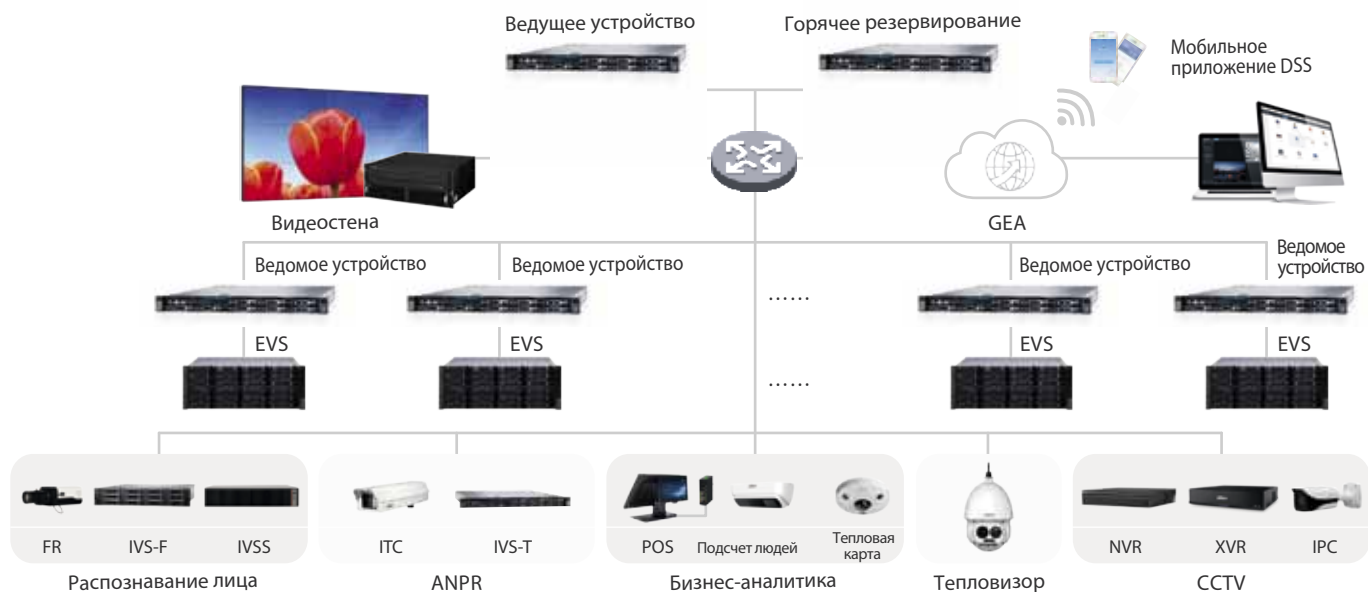 Ведущее устройство
Горячее резервирование
Мобильное
приложение DSS
Видеостена
GEA
Ведомое устройство
Ведомое устройство
Ведомое устройство
Ведомое
устройство
......
EVS
EVS
EVS
EVS
......
FR
IVS-F
IVSS
ITC
IVS-T
POS
Подсчет людей
Тепловая
карта
NVR
XVR
IPC
Распознавание лица
ANPR
Бизнес-аналитика
Тепловизор
CCTV